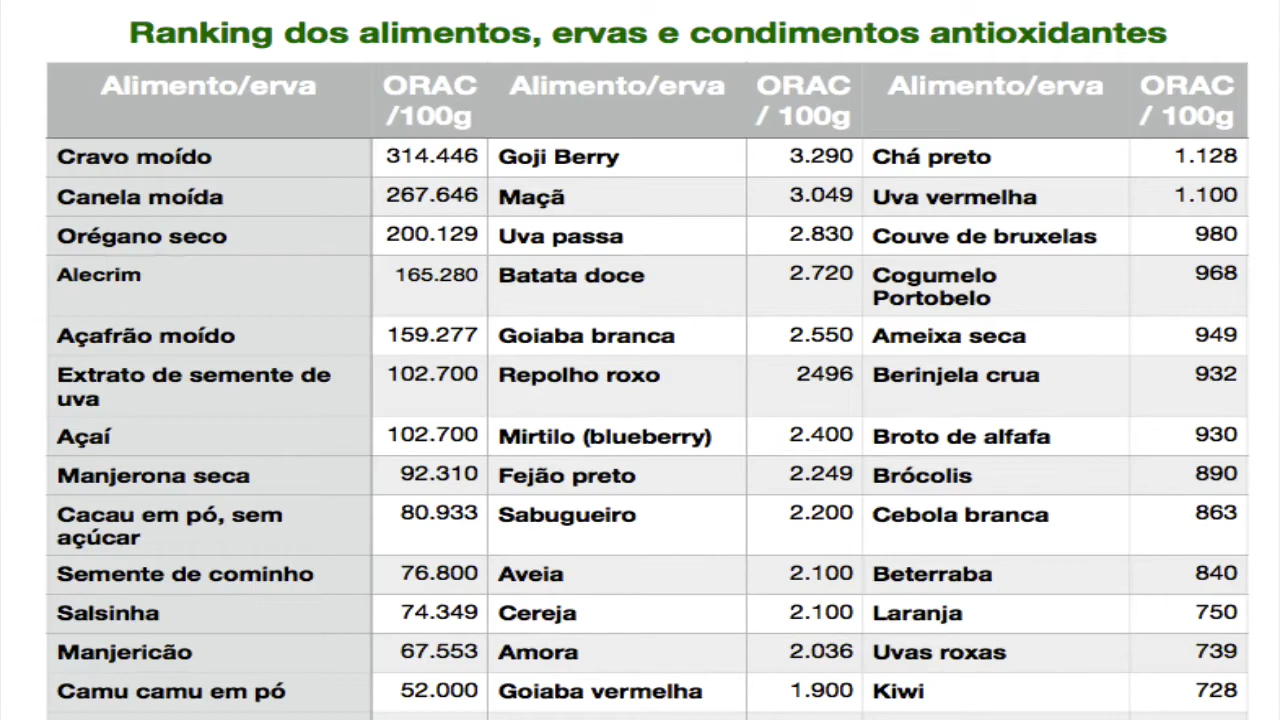 Ranking dos alimentos, ervas e condimentos antioxidantes
Alimento/erva ORAC /100g Alimento/erva ORAC / 100g Alimento/erva ORAC / 100g
Cravo moído 314.446 Goji Berry 3.290 Chá preto 1.128
Canela moída 267.646 Maçã 3.049 Uva vermelha 1.100
Orégano seco 200.129 Uva passa 2.830 Couve de bruxelas 980
Alecrim 165.280 Batata doce 2.720 Cogumelo Portobelo 968
Açafrão moído 159.277 Goiaba branca 2.550 Ameixa seca 949
Extrato de semente de uva 102.700 Repolho roxo 2496 Berinjela crua 932
Açaí 102.700 Mirtilo (blueberry) 2.400 Broto de alfafa 930
Manjerona seca 92.310 Fejão preto 2.249 Brócolis 890
Cacau em pó, sem açúcar 80.933 Sabugueiro 2.200 Cebola branca 863
Semente de cominho 76.800 Aveia 2.100 Beterraba 840
Salsinha 74.349 Cereja 2.100 Laranja 750
Manjericão 67.553 Amora 2.036 Uvas roxas 739
Camu camu em pó 52.000 Goiaba vermelha 1.900 Kiwi 728